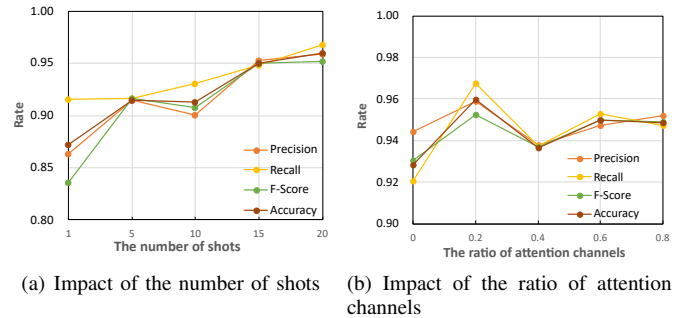 1.00
0.95
0.90
0.85
0.80
Rate
Precision
Recall
F-Score
Accuracy
1 5 10 15 20
The number of shots
(a) Impact of the number of shots
1.00
0.98
0.96
0.94
0.92
0.90
Rate
Precision
Recall
F-Score
Accuracy
0 0.2 0.4 0.6 0.8
The ratio of attention channels
(b) Impact of the ratio of attention
channels